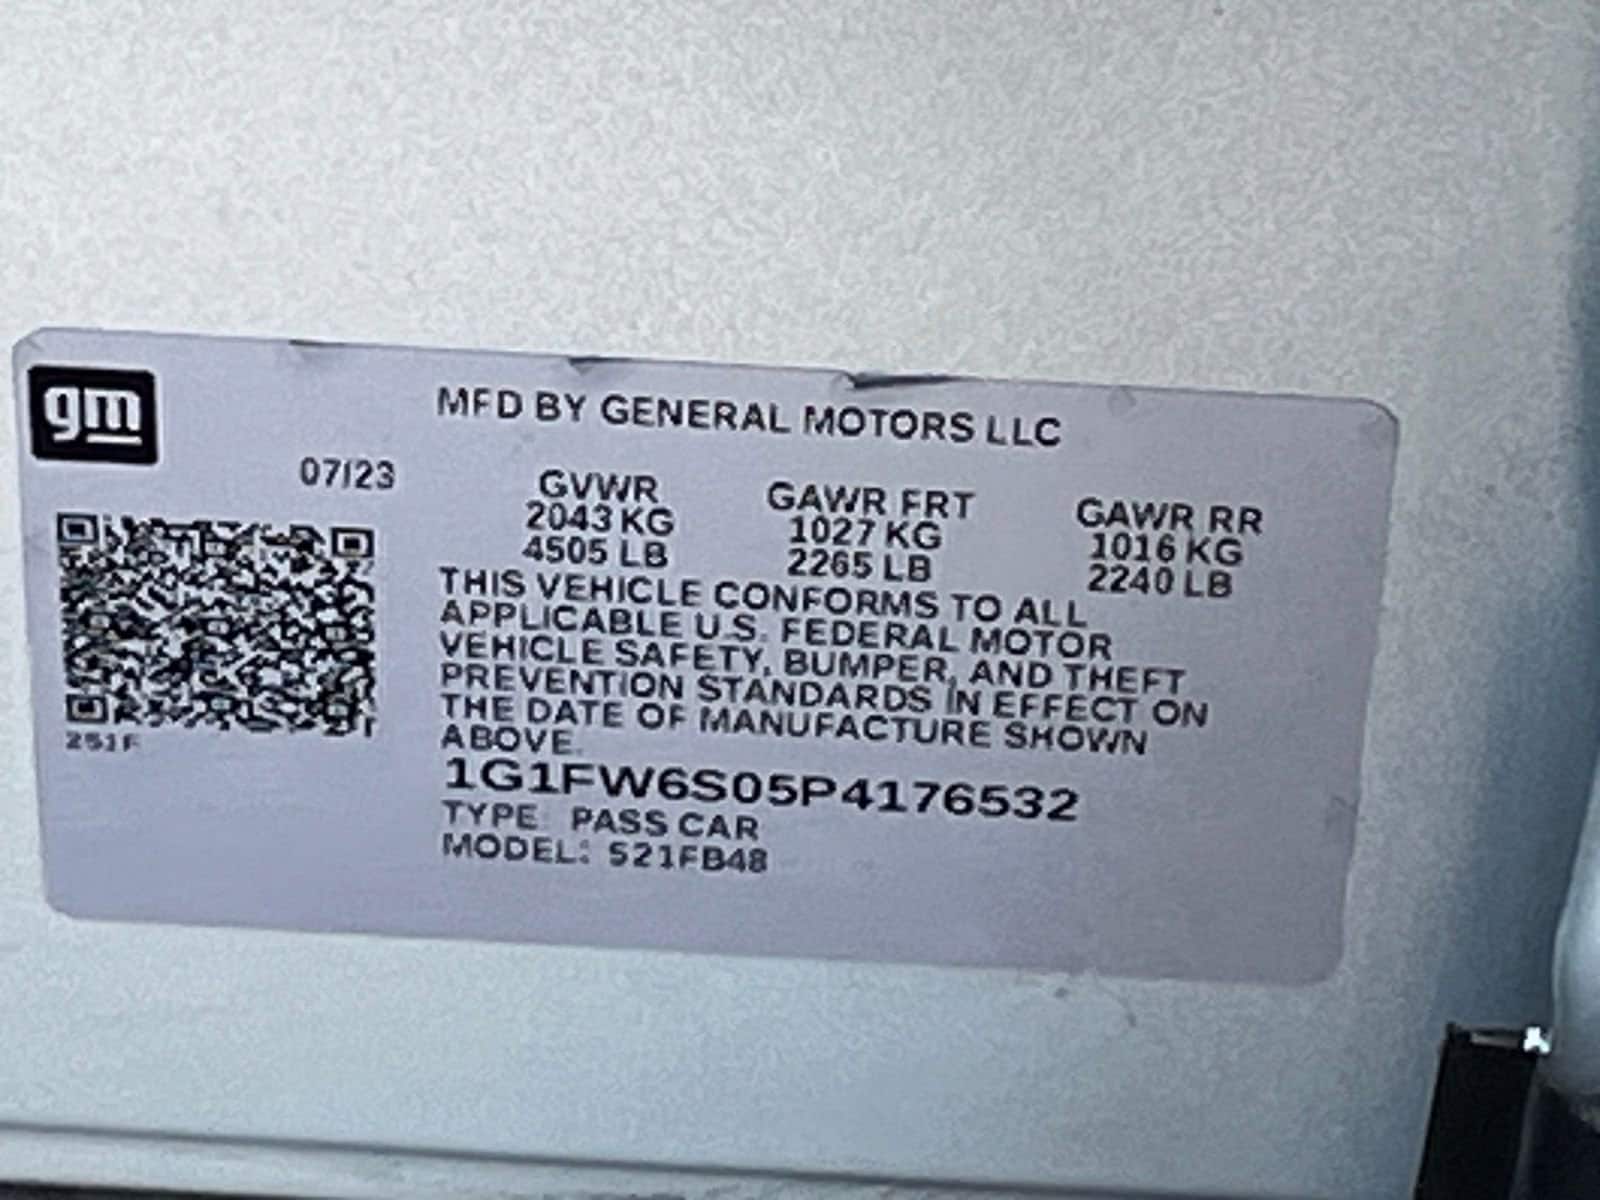 gm
MFD BY GENERAL MOTORS LLC
07/23
GVWR GAWR FRT GAWR RR
2043 KG 1027 KG 1016 KG
4505 LB 2265 LB 2240 LB
THIS VEHICLE CONFORMS TO ALL
APPLICABLE U.S. FEDERAL MOTOR
VEHICLE SAFETY, BUMPER, AND THEFT
PREVENTION STANDARDS IN EFFECT ON
THE DATE OF MANUFACTURE SHOWN
ABOVE.
251F
1G1FW6S05P4176532
TYPE: PASS CAR
MODEL: S21FB48